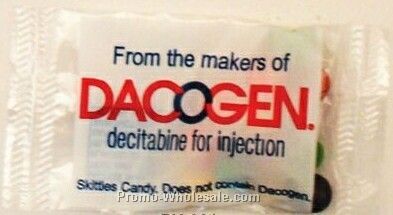 From the makers of
DACOGEN.
decitabine for injection
Skittles Candy. Does not contain Dacogen.
Promo-Wholesale.com